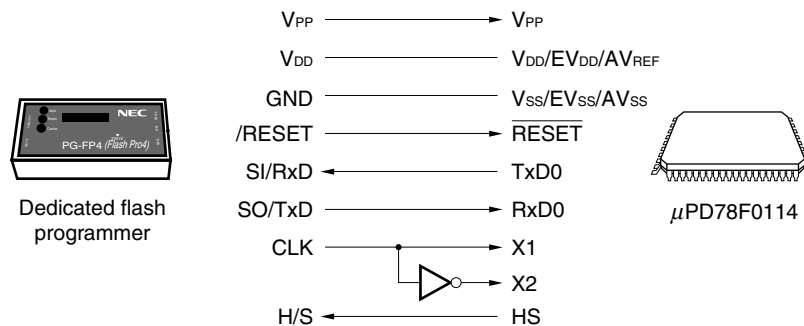 VPP VPP
VDD VDD/EVDD/AVREF
GND VSS/EVSS/AVSS
/RESET RESET
SI/RxD TxD0
SO/TxD RxD0
CLK X1
X2
H/S HS
NEC
PG-FP4 (Flash Pro4)
Dedicated flash
programmer
μPD78F0114